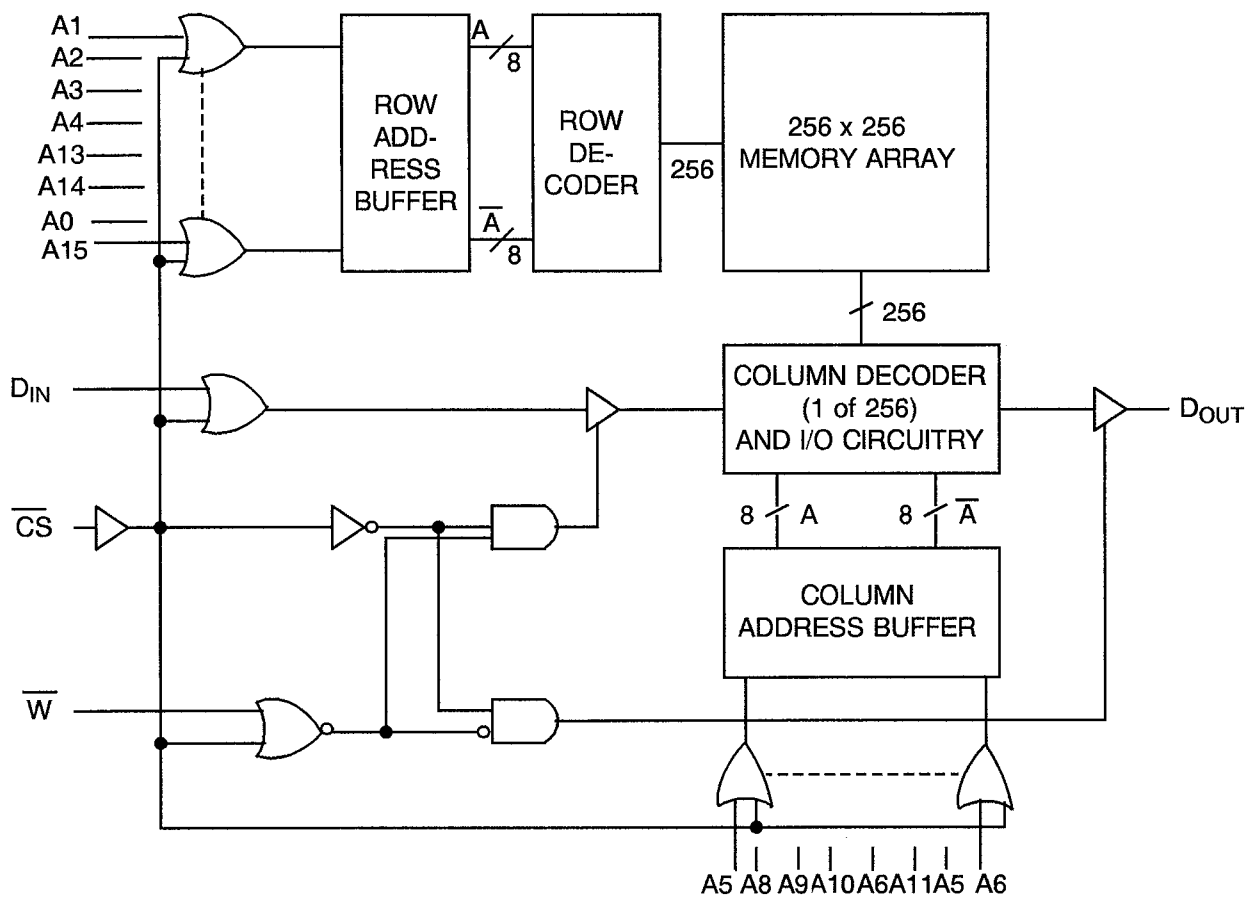 A1
A2
A3
A4
A13
A14
A0
A15
ROW
ADD-
RESS
BUFFER
A
8
A̅
8
ROW
DE-
CODER
256
256 x 256
MEMORY ARRAY
256
DIN
COLUMN DECODER
(1 of 256)
AND I/O CIRCUITRY
DOUT
8 A
8 A̅
C̅S̅
COLUMN
ADDRESS BUFFER
W̅
A5 A8 A9 A10 A6 A11 A5 A6